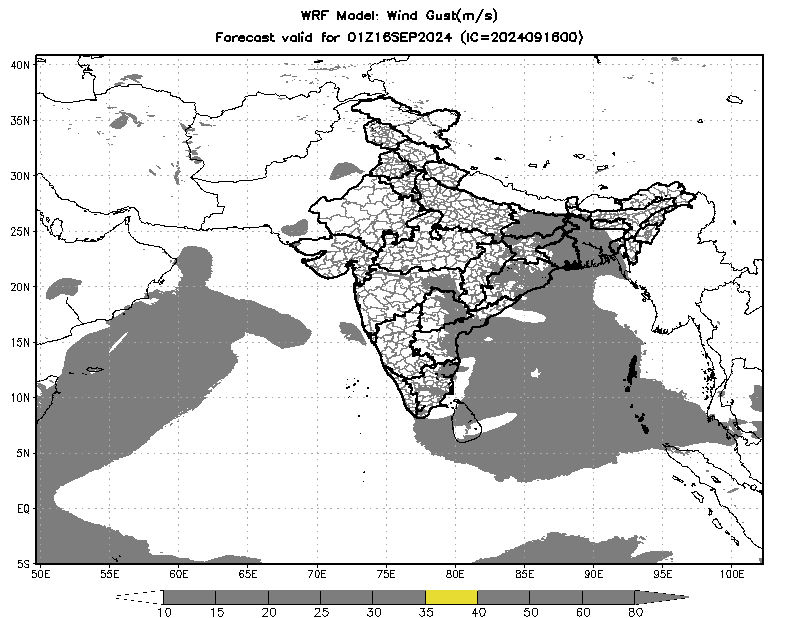 WRF Model: Wind Gust(m/s)
Forecast valid for 01Z16SEP2024 (IC=2024091600)
40N
35N
30N
25N
20N
15N
10N
5N
EQ
5S
50E 55E 60E 65E 70E 75E 80E 85E 90E 95E 100E
10 15 20 25 30 35 40 50 60 80